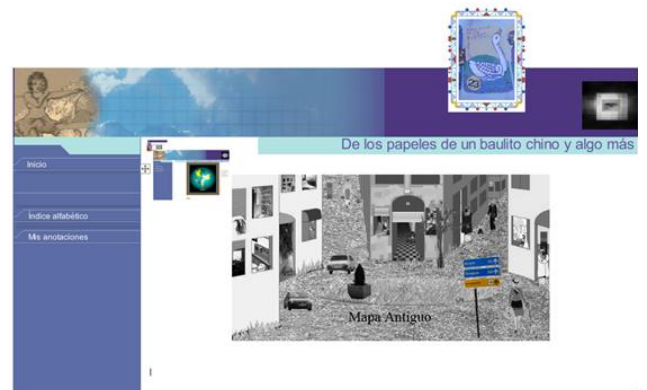 De los papeles de un baulito chino y algo más
Inicio
Índice alfabético
Mis anotaciones
Mapa Antiguo